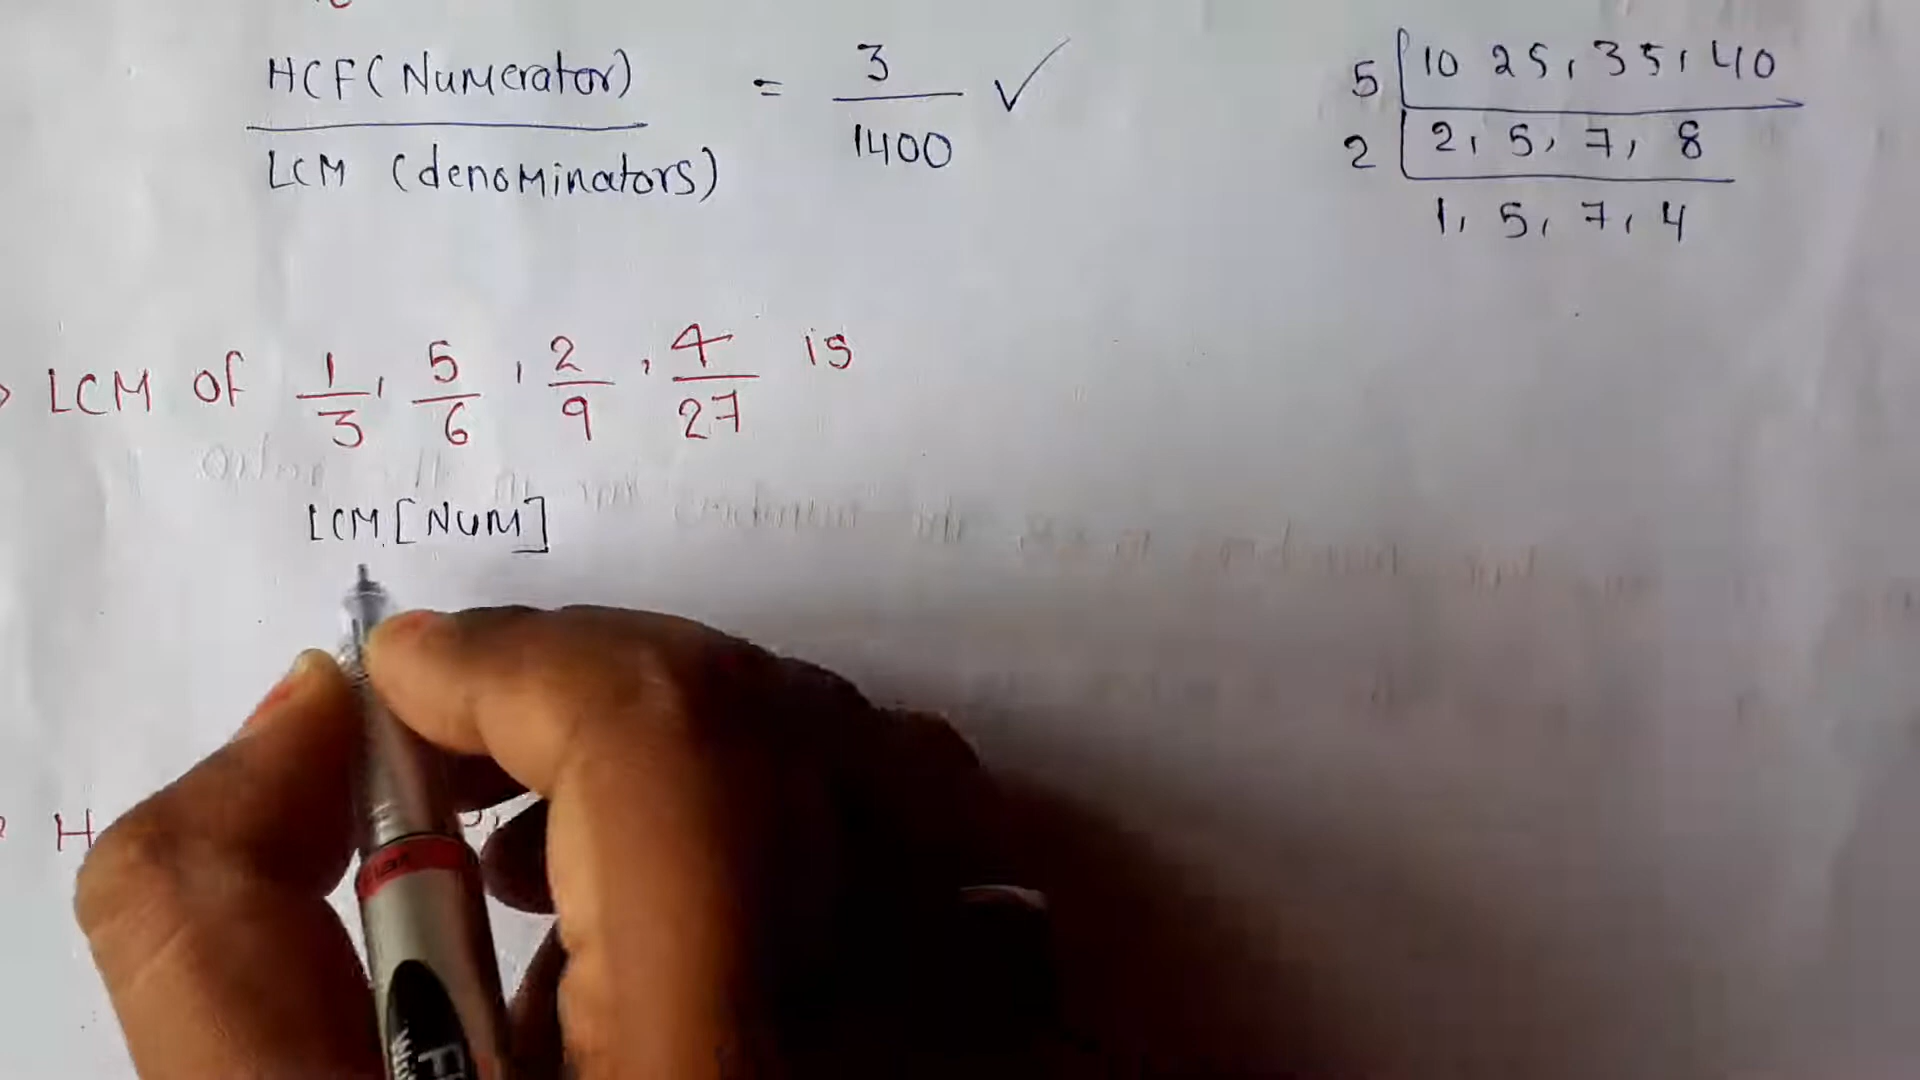 HCF(Numerator) = 3 ✓
LCM (denominators) 1400
5 10 25, 35, 40
2 2, 5, 7, 8
1, 5, 7, 4
LCM of 1/3, 5/6, 2/9, 4/27 is
LCM [Num]
H